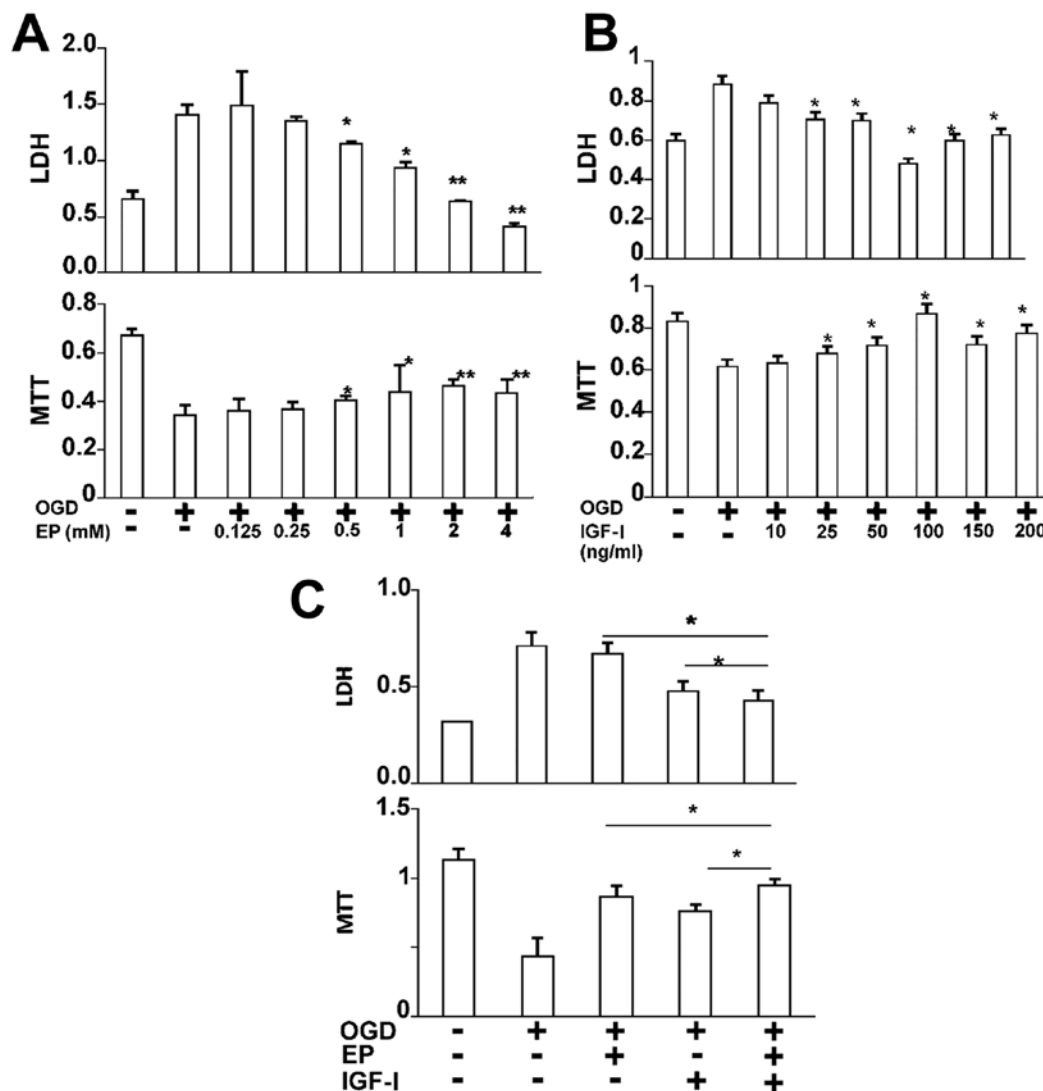 A
2.0
1.5
1.0
0.5
0.0
LDH
*
*
**
**
0.8
0.6
0.4
0.2
0
MTT
*
*
**
**
OGD - + + + + + + +
EP (mM) - - 0.125 0.25 0.5 1 2 4
B
1
0.8
0.6
0.4
0.2
0
LDH
* * * * *
1
0.8
0.6
0.4
0.2
0
MTT
* * * * *
OGD - + + + + + + +
IGF-I - - 10 25 50 100 150 200
(ng/ml)
C
1.0
0.5
0.0
LDH
*
*
1.5
1
0
MTT
*
*
OGD - + + + +
EP - - + - +
IGF-I - - - + +